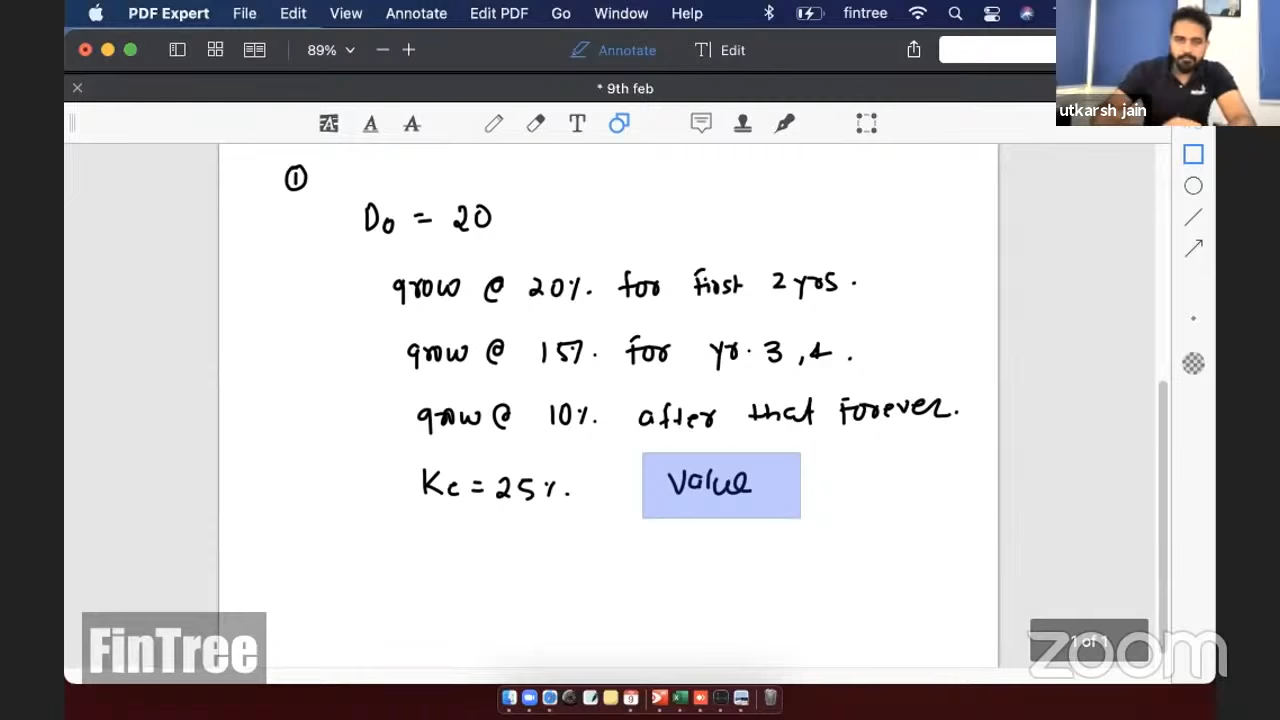 PDF Expert File Edit View Annotate Edit PDF Go Window Help fintree
89% Annotate T| Edit
* 9th feb
utkarsh jain
①
D0 = 20
grow @ 20% for first 2 yrs.
grow @ 15% for yr. 3, 4.
grow @ 10% after that forever.
Ke = 25%. Value
FinTree
1 of 1
zoom